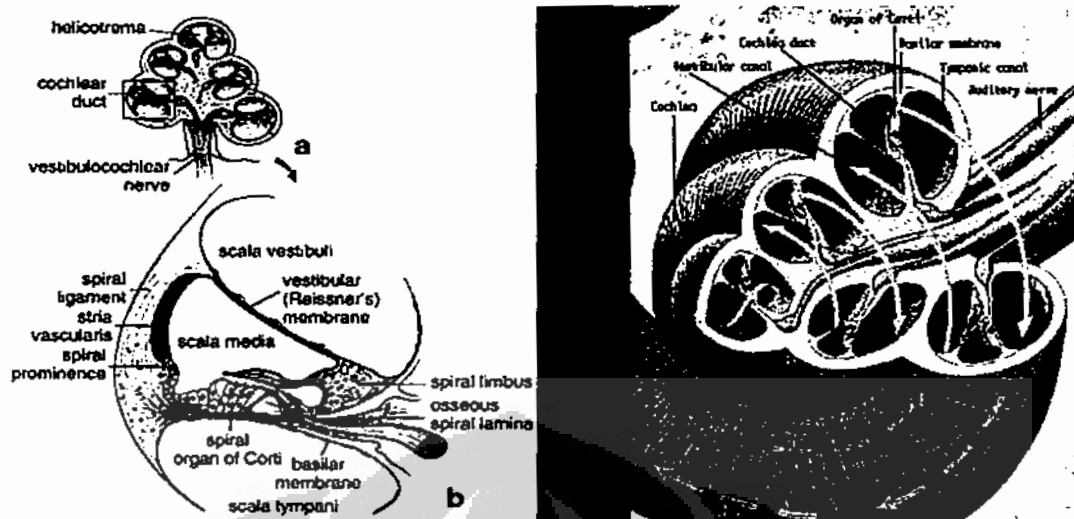 helicotrema
cochlear
duct
vestibulocochlear
nerve
a
scala vestibuli
spiral
ligament
stria
vascularis
spiral
prominence
vestibular
(Reissner's)
membrane
scala media
spiral limbus
osseous
spiral lamina
spiral
organ of Corti
basilar
membrane
scala tympani
b
Organ of Corti
Cochlea duct
Basilar membrane
Vestibular canal
Tympanic canal
Auditory nerve
Cochlea